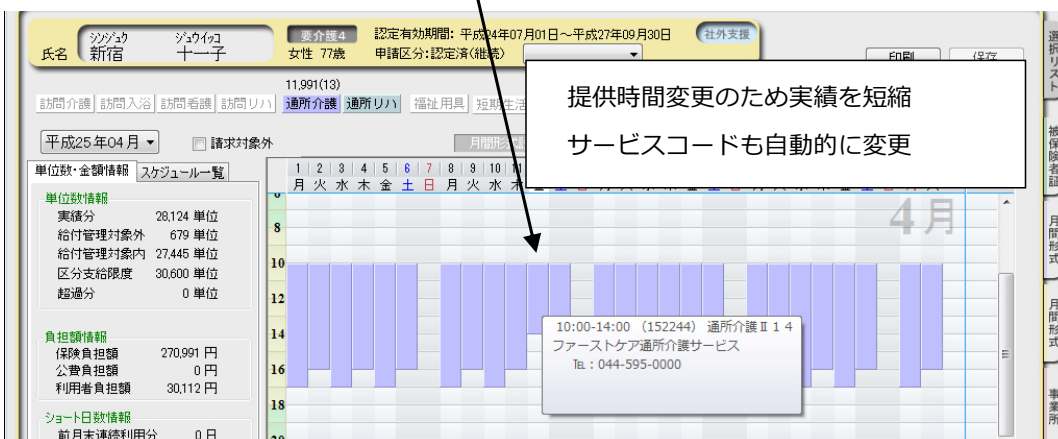 シンジュク ジュウイチコ
氏名 新宿 十一子
要介護4 認定有効期間: 平成24年07月01日～平成27年09月30日 社外支援
女性 77歳 申請区分:認定済(継続)
印刷 保存
提供時間変更のため実績を短縮
サービスコードも自動的に変更
11,991(13)
訪問介護 訪問入浴 訪問看護 訪問リハ 通所介護 通所リハ 福祉用具 短期生活
平成25年04月 請求対象外
単位数・金額情報 スケジュール一覧
1 2 3 4 5 6 7 8 9 10 11
月 火 水 木 金 土 日 月 火 水 木
4月
単位数情報
実績分 28,124 単位
給付管理対象外 679 単位
給付管理対象内 27,445 単位
区分支給限度 30,600 単位
超過分 0 単位
負担額情報
保険負担額 270,991 円
公費負担額 0 円
利用者負担額 30,112 円
ショート日数情報
前月末連続利用分 0 日
8
10
12
14
16
18
20
10:00-14:00 (152244) 通所介護Ⅱ14
ファーストケア通所介護サービス
℡:044-595-0000
選択リスト
被保険者証
月間形式
月間形式
事業所